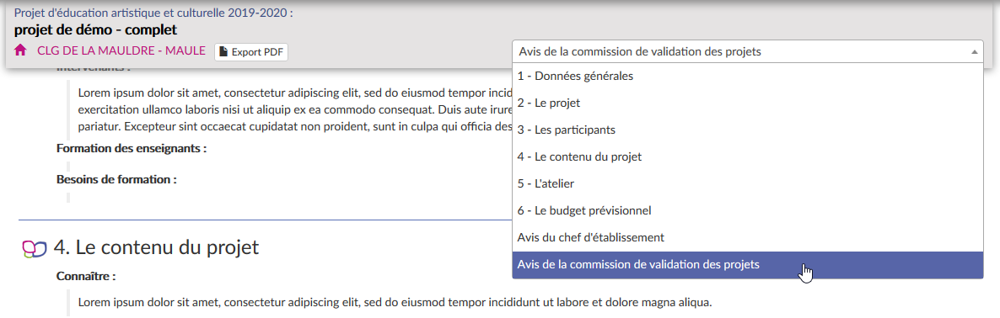 Projet d'éducation artistique et culturelle 2019-2020 :
projet de démo - complet
CLG DE LA MAULDRE - MAULE
Export PDF
Avis de la commission de validation des projets
1 - Données générales
2 - Le projet
3 - Les participants
4 - Le contenu du projet
5 - L'atelier
6 - Le budget prévisionnel
Avis du chef d'établissement
Avis de la commission de validation des projets
Intervenants :
Lorem ipsum dolor sit amet, consectetur adipiscing elit, sed do eiusmod tempor incidid
exercitation ullamco laboris nisi ut aliquip ex ea commodo consequat. Duis aute irure
pariatur. Excepteur sint occaecat cupidatat non proident, sunt in culpa qui officia des
Formation des enseignants :
Besoins de formation :
4. Le contenu du projet
Connaître :
Lorem ipsum dolor sit amet, consectetur adipiscing elit, sed do eiusmod tempor incididunt ut labore et dolore magna aliqua.